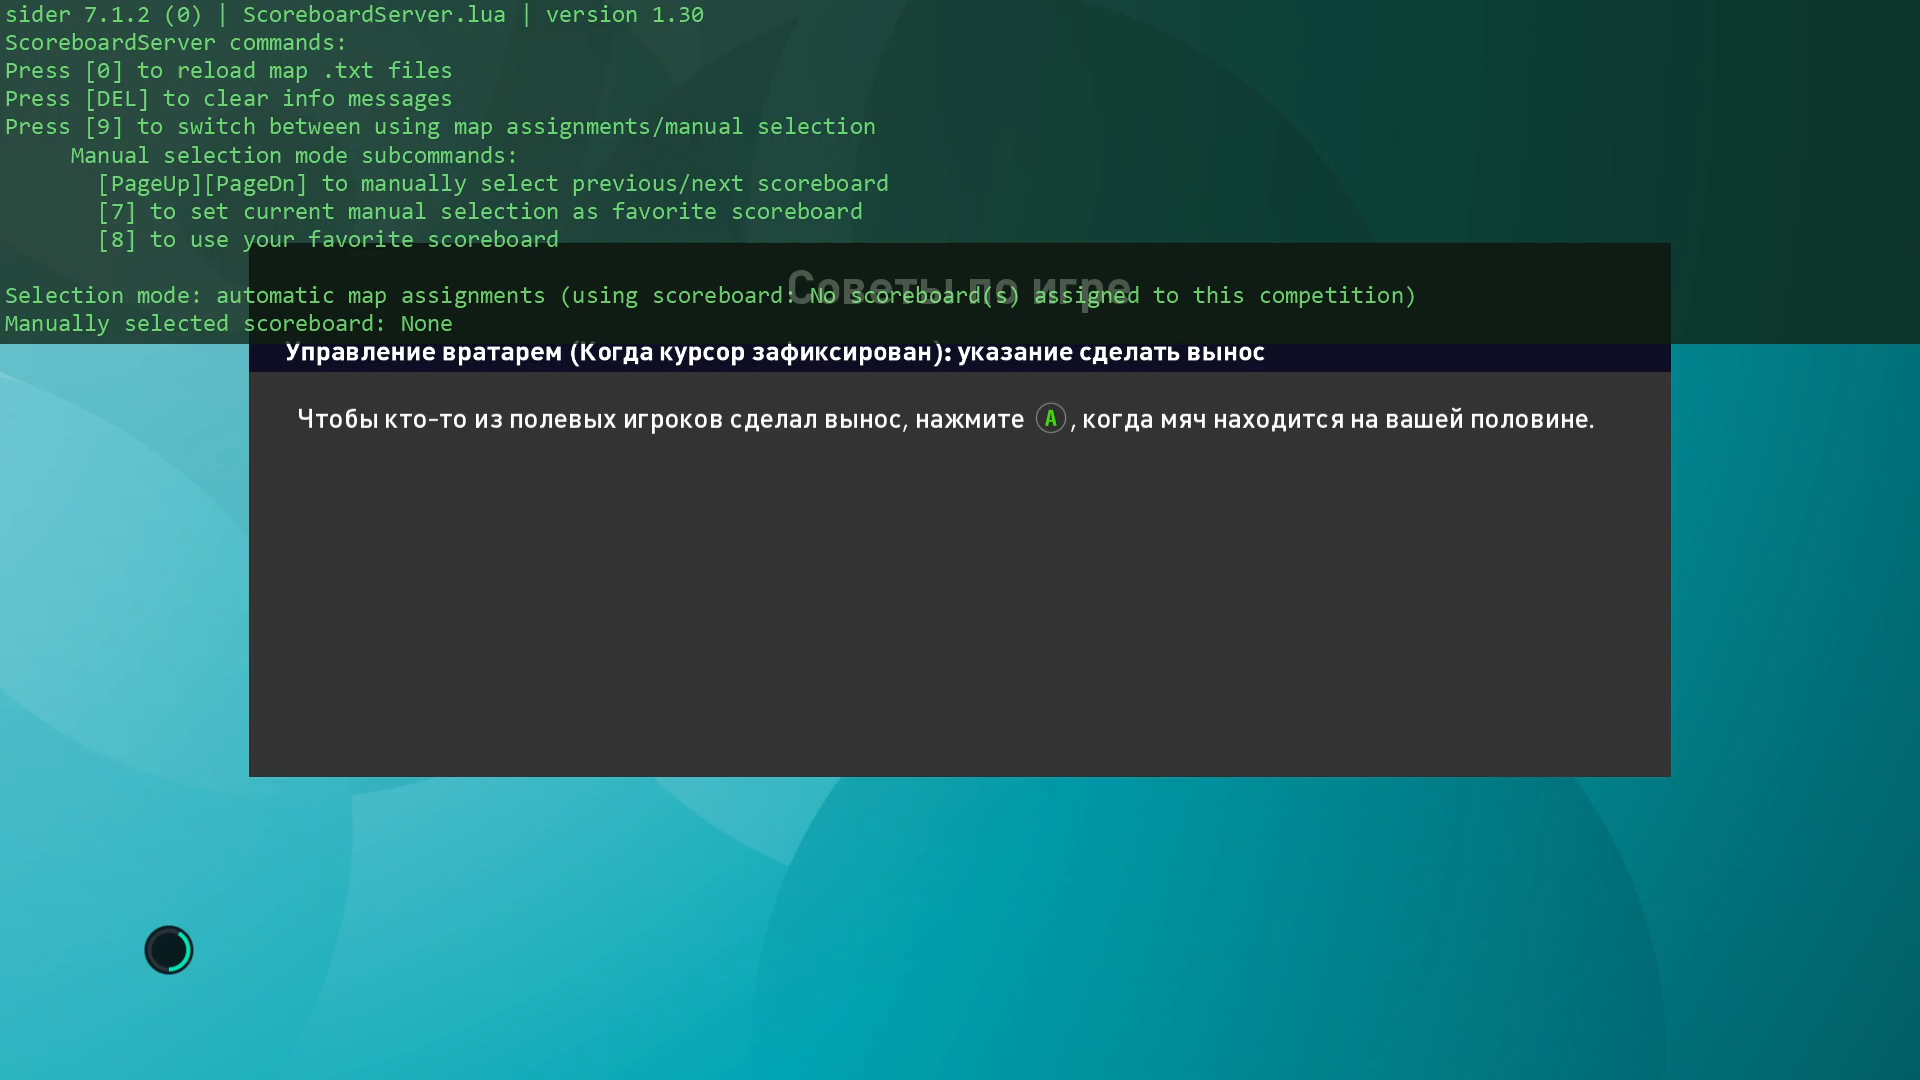 sider 7.1.2 (0) | ScoreboardServer.lua | version 1.30
ScoreboardServer commands:
Press [0] to reload map .txt files
Press [DEL] to clear info messages
Press [9] to switch between using map assignments/manual selection
Manual selection mode subcommands:
[PageUp][PageDn] to manually select previous/next scoreboard
[7] to set current manual selection as favorite scoreboard
[8] to use your favorite scoreboard
Советы по игре
Selection mode: automatic map assignments (using scoreboard: No scoreboard(s) assigned to this competition)
Manually selected scoreboard: None
Управление вратарем (Когда курсор зафиксирован): указание сделать вынос
Чтобы кто-то из полевых игроков сделал вынос, нажмите A, когда мяч находится на вашей половине.